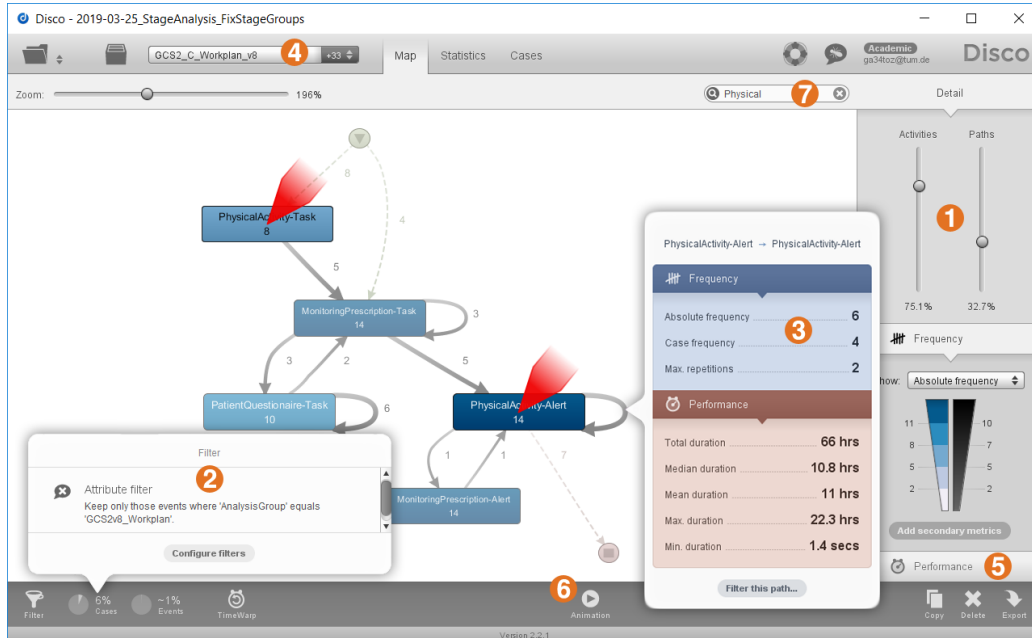 Disco - 2019-03-25_StageAnalysis_FixStageGroups
GCS2_C_Workplan_v8
4
+33
Map
Statistics
Cases
Academic
ga34toz@tum.de
Disco
Zoom:
196%
Physical
7
Detail
Activities
Paths
1
75.1%
32.7%
Frequency
how:
Absolute frequency
11
8
5
2
10
7
5
2
Add secondary metrics
Performance
5
8
4
PhysicalActivity-Task
8
5
MonitoringPrescription-Task
14
3
3
2
5
PatientQuestionaire-Task
10
6
PhysicalActivity-Alert
14
1
1
7
MonitoringPrescription-Alert
14
PhysicalActivity-Alert → PhysicalActivity-Alert
Frequency
Absolute frequency 6
Case frequency 4
Max. repetitions 2
3
Performance
Total duration 66 hrs
Median duration 10.8 hrs
Mean duration 11 hrs
Max. duration 22.3 hrs
Min. duration 1.4 secs
Filter this path...
Filter
2
Attribute filter
Keep only those events where 'AnalysisGroup' equals
'GCS2v8_Workplan'.
Configure filters
Filter
6%
Cases
~1%
Events
TimeWarp
6
Animation
Copy
Delete
Export
Version 2.2.1